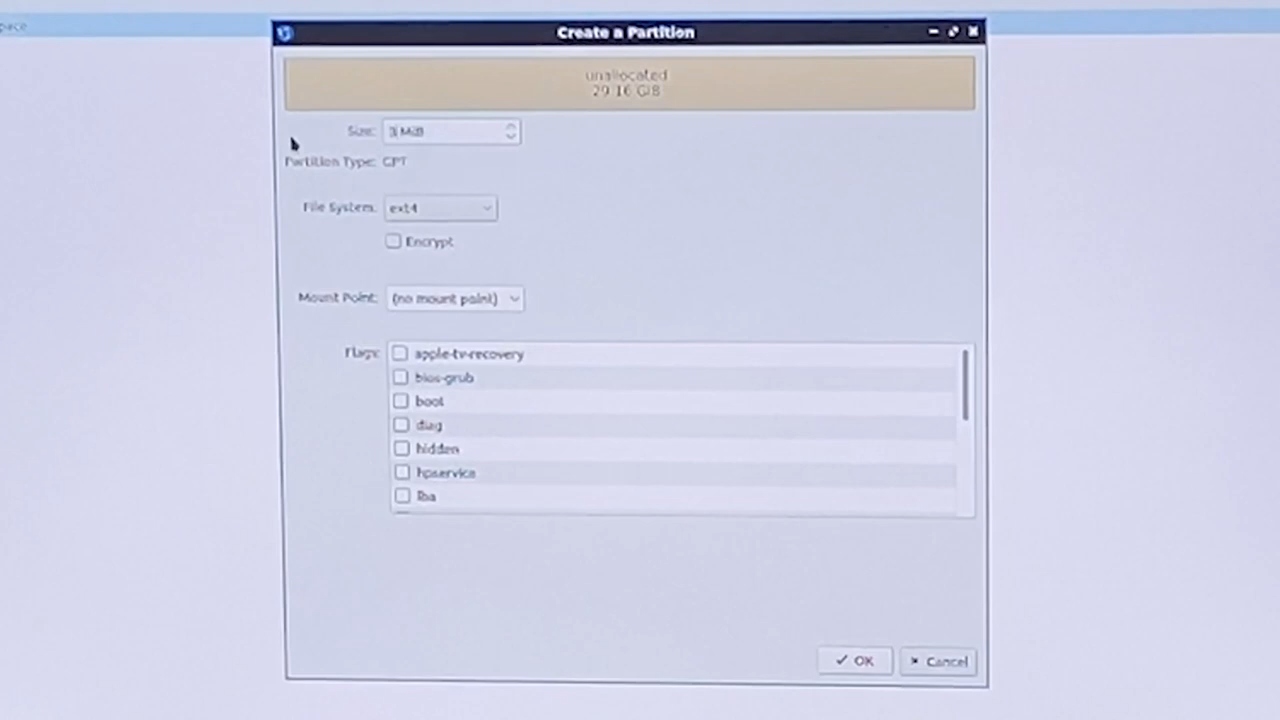 Create a Partition
unallocated
29.16 GiB
Size:
MiB
Partition Type: GPT
File System: ext4
Encrypt
Mount Point: (no mount point)
Flags: apple-tv-recovery
bios-grub
boot
diag
hidden
hpservice
lba
OK
Cancel